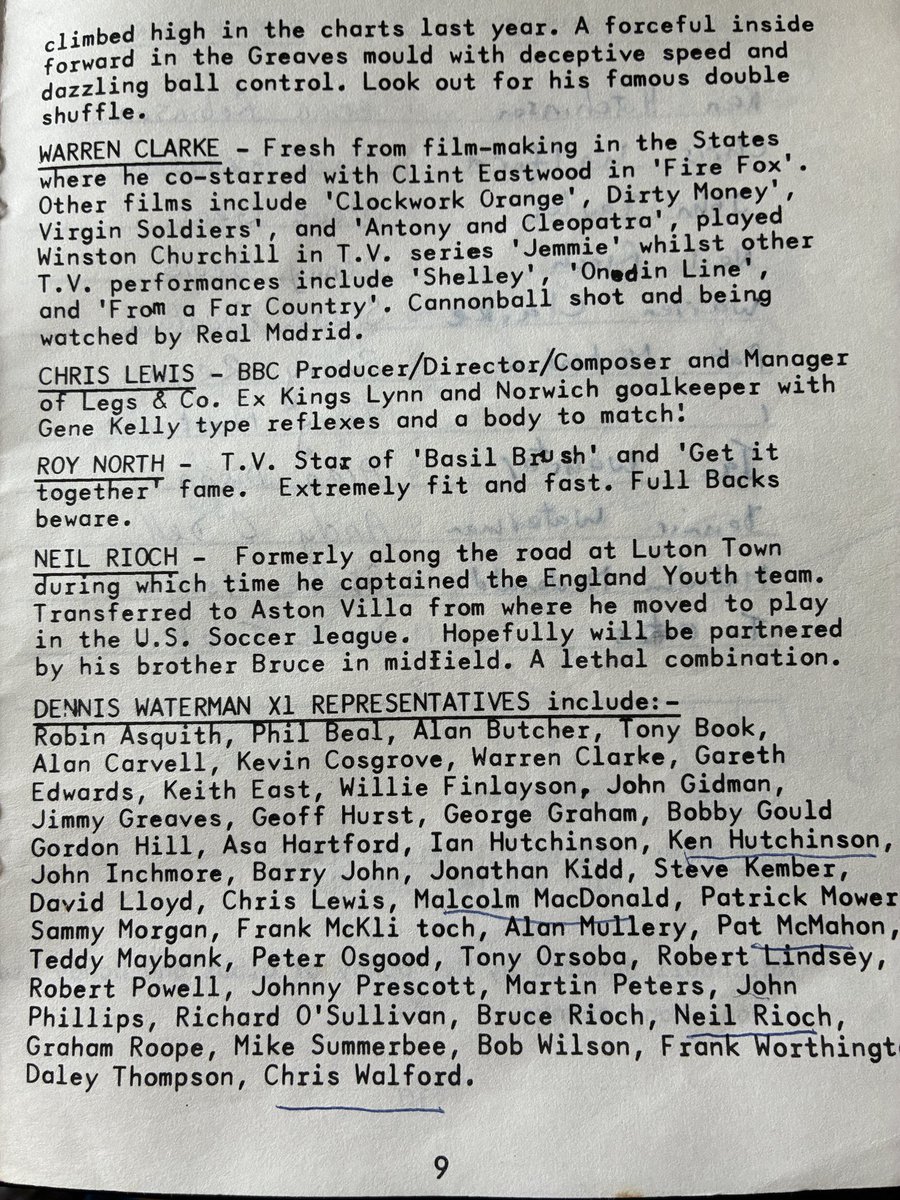 climbed high in the charts last year. A forceful inside
forward in the Greaves mould with deceptive speed and
dazzling ball control. Look out for his famous double
shuffle.
WARREN CLARKE - Fresh from film-making in the States
where he co-starred with Clint Eastwood in 'Fire Fox'.
Other films include 'Clockwork Orange', Dirty Money',
Virgin Soldiers', and 'Antony and Cleopatra', played
Winston Churchill in T.V. series 'Jemmie' whilst other
T.V. performances include 'Shelley', 'Onedin Line',
and 'From a Far Country'. Cannonball shot and being
watched by Real Madrid.
CHRIS LEWIS - BBC Producer/Director/Composer and Manager
of Legs & Co. Ex Kings Lynn and Norwich goalkeeper with
Gene Kelly type reflexes and a body to match!
ROY NORTH - T.V. Star of 'Basil Brush' and 'Get it
together' fame. Extremely fit and fast. Full Backs
beware.
NEIL RIOCH - Formerly along the road at Luton Town
during which time he captained the England Youth team.
Transferred to Aston Villa from where he moved to play
in the U.S. Soccer league. Hopefully will be partnered
by his brother Bruce in midfield. A lethal combination.
DENNIS WATERMAN X1 REPRESENTATIVES include:-
Robin Asquith, Phil Beal, Alan Butcher, Tony Book,
Alan Carvell, Kevin Cosgrove, Warren Clarke, Gareth
Edwards, Keith East, Willie Finlayson, John Gidman,
Jimmy Greaves, Geoff Hurst, George Graham, Bobby Gould
Gordon Hill, Asa Hartford, Ian Hutchinson, Ken Hutchinson,
John Inchmore, Barry John, Jonathan Kidd, Steve Kember,
David Lloyd, Chris Lewis, Malcolm MacDonald, Patrick Mower
Sammy Morgan, Frank McKli toch, Alan Mullery, Pat McMahon,
Teddy Maybank, Peter Osgood, Tony Orsoba, Robert Lindsey,
Robert Powell, Johnny Prescott, Martin Peters, John
Phillips, Richard O'Sullivan, Bruce Rioch, Neil Rioch,
Graham Roope, Mike Summerbee, Bob Wilson, Frank Worthingt
Daley Thompson, Chris Walford.
9